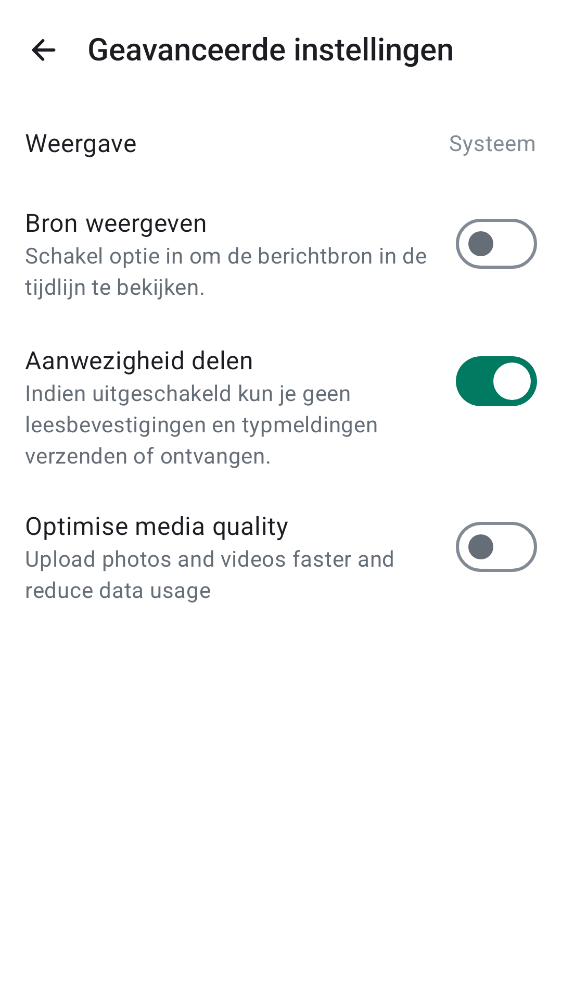 Geavanceerde instellingen
Weergave Systeem
Bron weergeven
Schakel optie in om de berichtbron in de
tijdlijn te bekijken.
Aanwezigheid delen
Indien uitgeschakeld kun je geen
leesbevestigingen en typmeldingen
verzenden of ontvangen.
Optimise media quality
Upload photos and videos faster and
reduce data usage